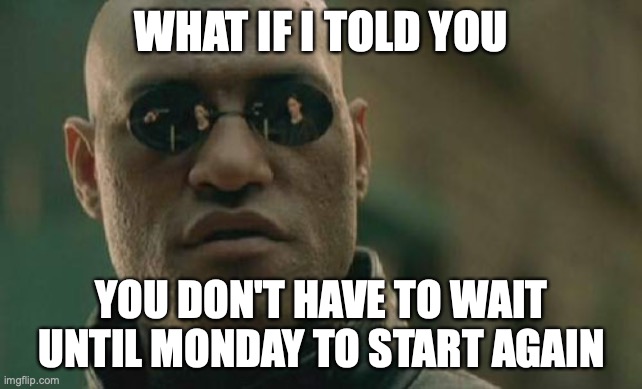 WHAT IF I TOLD YOU
YOU DON'T HAVE TO WAIT
UNTIL MONDAY TO START AGAIN
imgflip.com